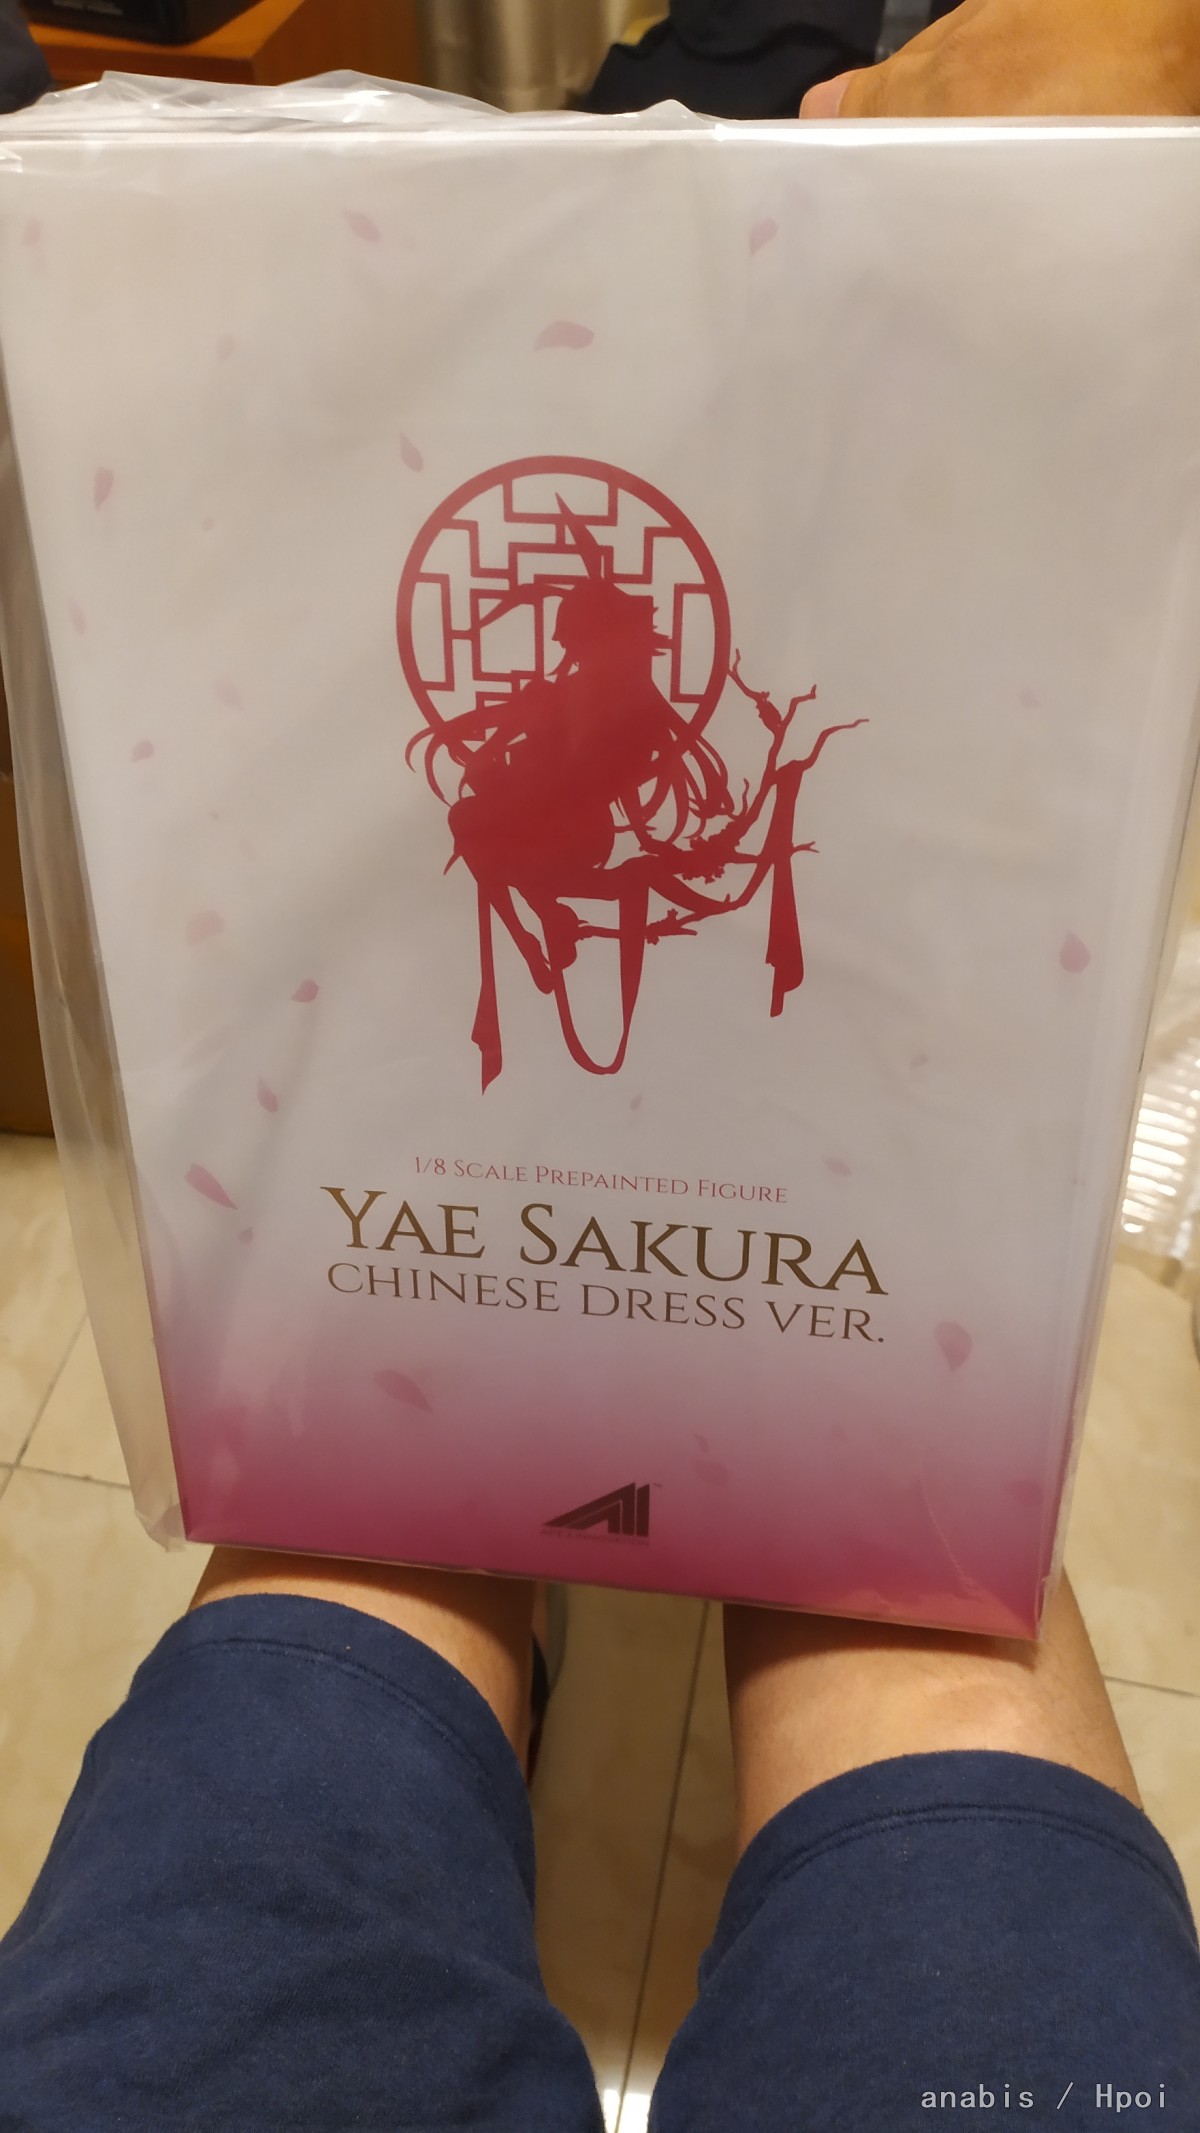 1/8 SCALE PREPAINTED FIGURE
YAE SAKURA
CHINESE DRESS VER.
anabis / Hpoi